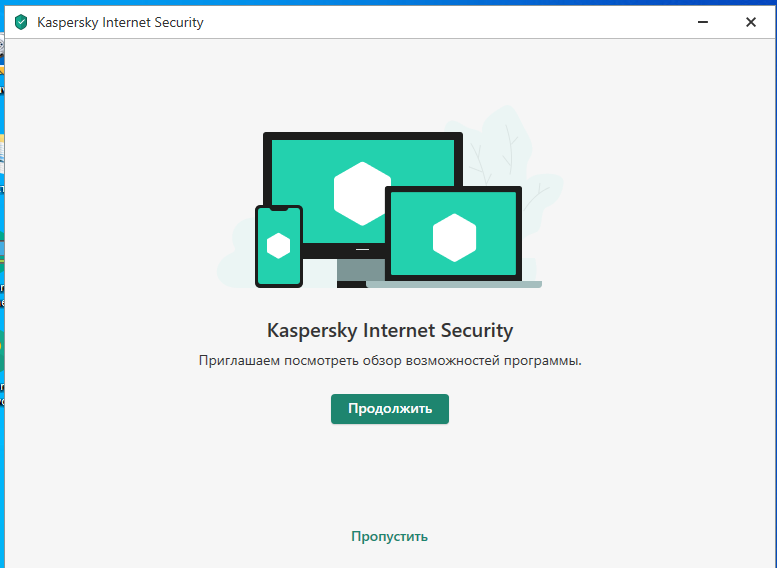 Kaspersky Internet Security
Kaspersky Internet Security
Приглашаем посмотреть обзор возможностей программы.
Продолжить
Пропустить